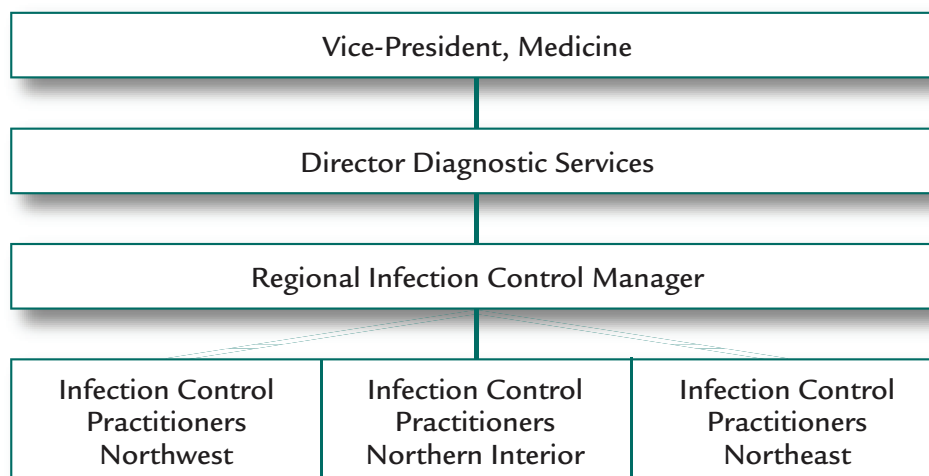 Vice-President, Medicine
Director Diagnostic Services
Regional Infection Control Manager
Infection Control
Practitioners
Northwest
Infection Control
Practitioners
Northern Interior
Infection Control
Practitioners
Northeast